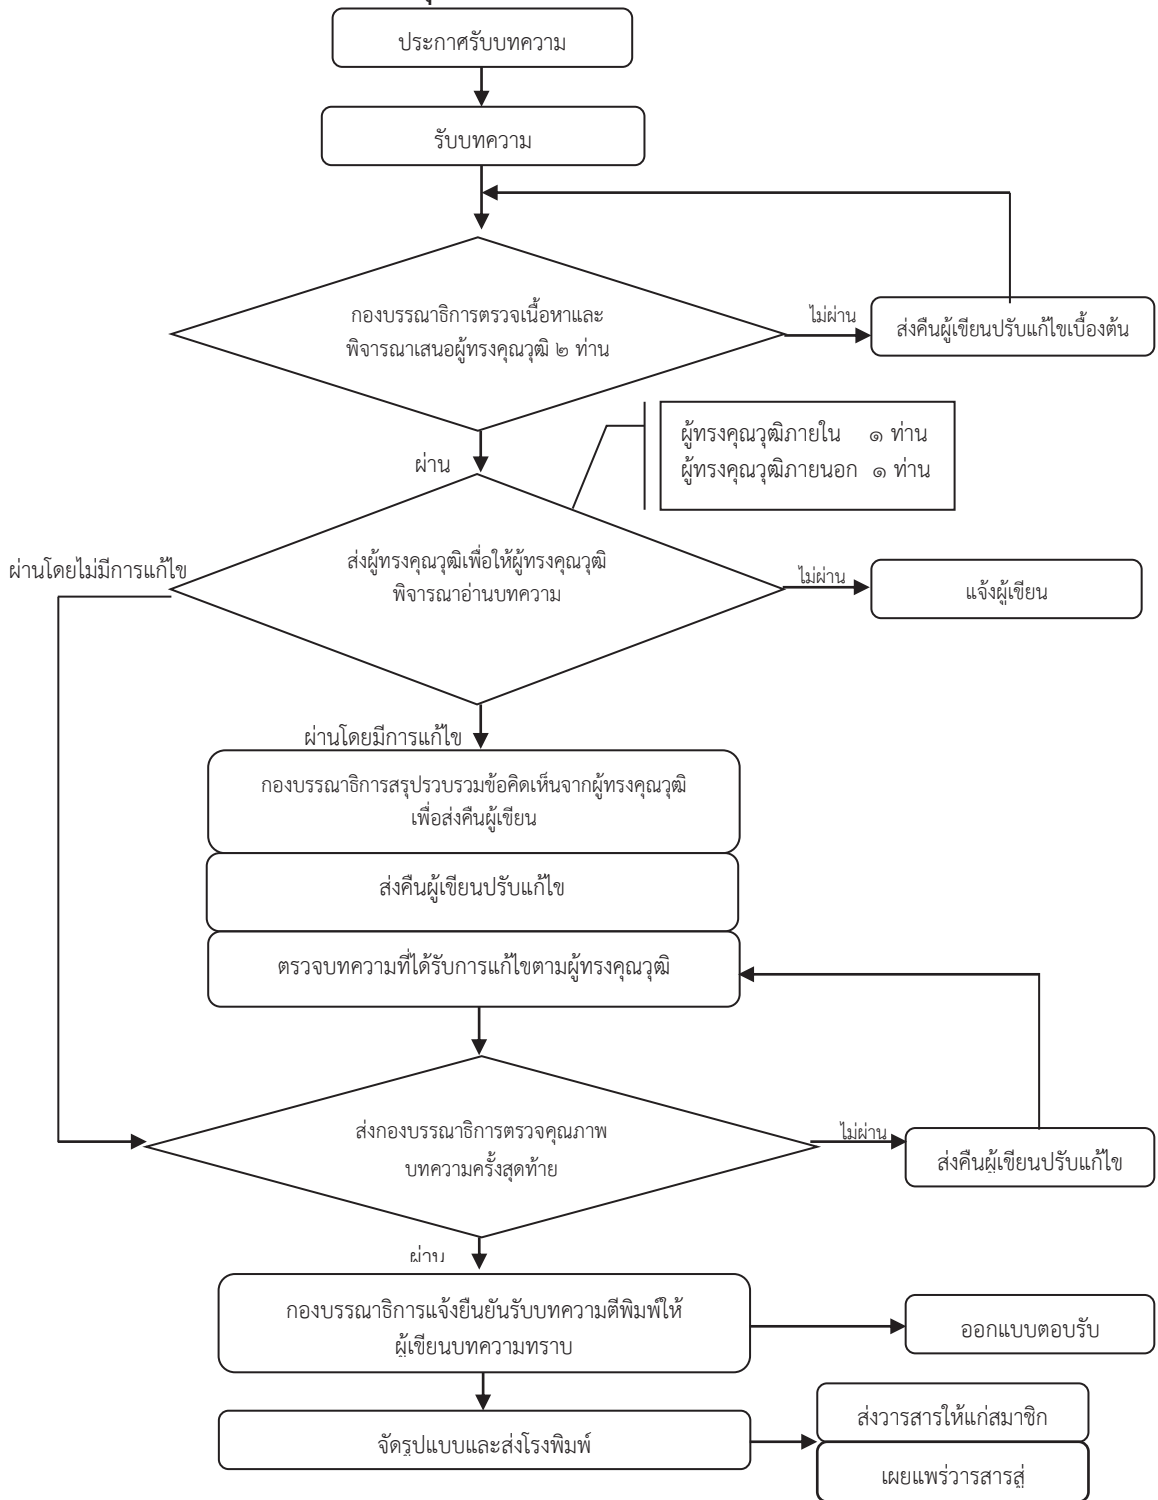 ประกาศรับบทความ
รับบทความ
กองบรรณาธิการตรวจเนื้อหาและ
พิจารณาเสนอผู้ทรงคุณวุฒิ ๒ ท่าน
ไม่ผ่าน
ส่งคืนผู้เขียนปรับแก้ไขเบื้องต้น
ผู้ทรงคุณวุฒิภายใน ๑ ท่าน
ผู้ทรงคุณวุฒิภายนอก ๑ ท่าน
ผ่าน
ผ่านโดยไม่มีการแก้ไข
ส่งผู้ทรงคุณวุฒิเพื่อให้ผู้ทรงคุณวุฒิ
พิจารณาอ่านบทความ
ไม่ผ่าน
แจ้งผู้เขียน
ผ่านโดยมีการแก้ไข
กองบรรณาธิการสรุปรวบรวมข้อคิดเห็นจากผู้ทรงคุณวุฒิ
เพื่อส่งคืนผู้เขียน
ส่งคืนผู้เขียนปรับแก้ไข
ตรวจบทความที่ได้รับการแก้ไขตามผู้ทรงคุณวุฒิ
ส่งกองบรรณาธิการตรวจคุณภาพ
บทความครั้งสุดท้าย
ไม่ผ่าน
ส่งคืนผู้เขียนปรับแก้ไข
ผ่าน
กองบรรณาธิการแจ้งยืนยันรับบทความตีพิมพ์ให้
ผู้เขียนบทความทราบ
ออกแบบตอบรับ
จัดรูปแบบและส่งโรงพิมพ์
ส่งวารสารให้แก่สมาชิก
เผยแพร่วารสารสู่